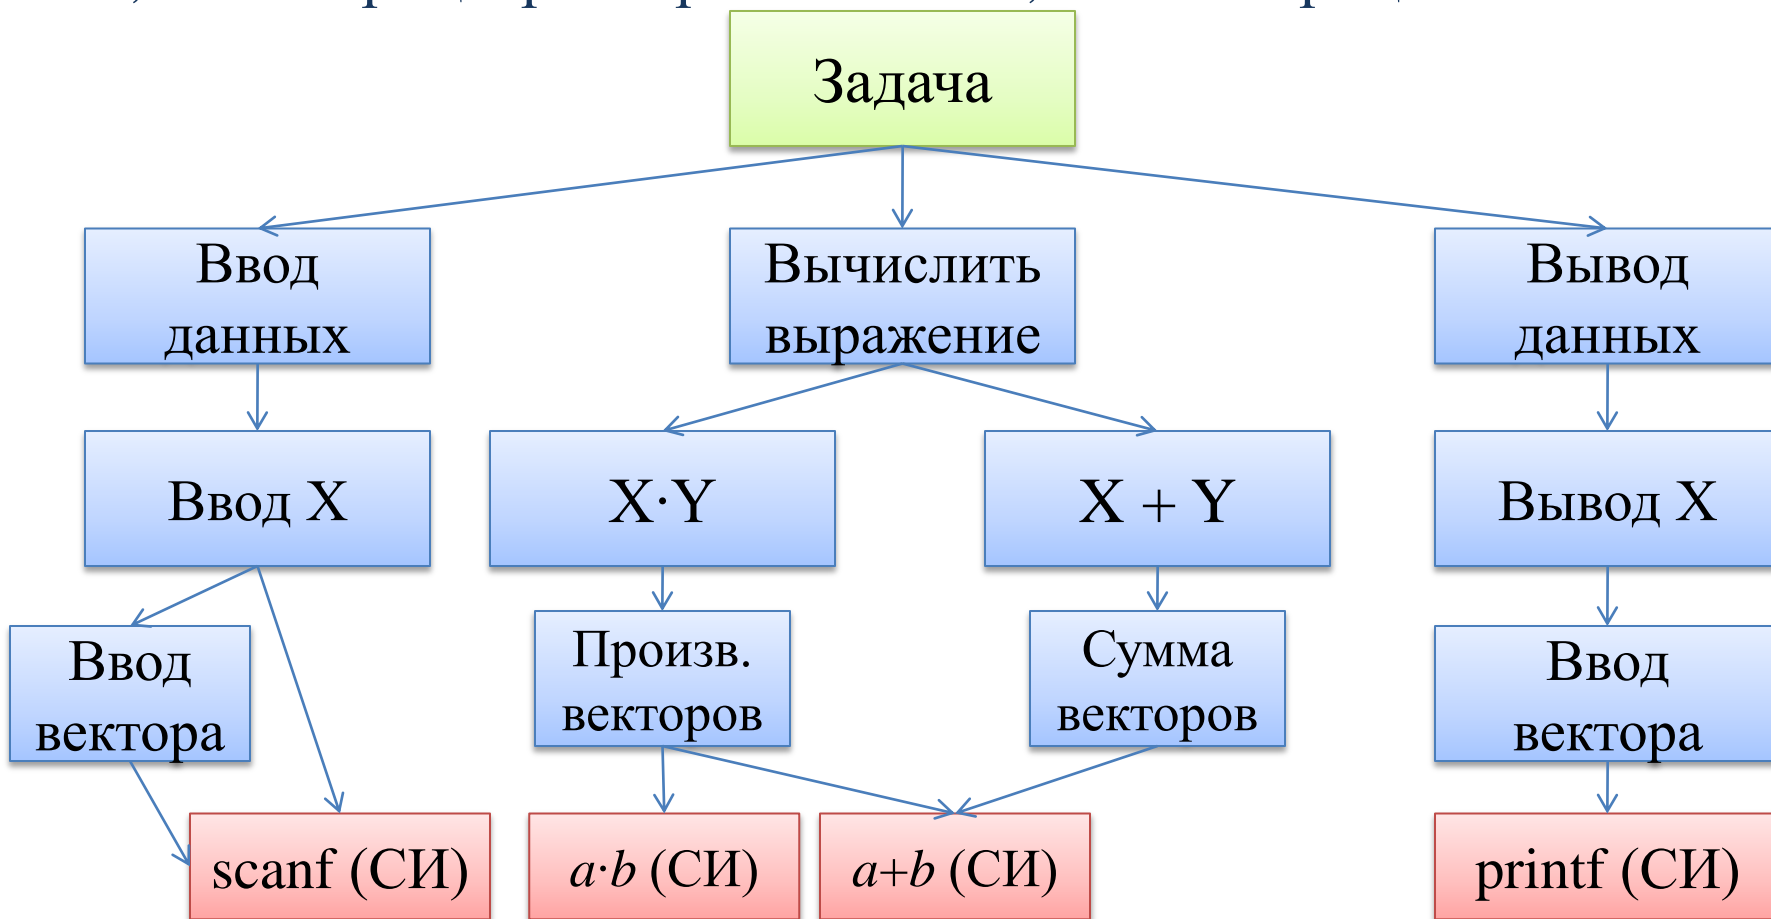 Задача
Ввод
данных
Вычислить
выражение
Вывод
данных
Ввод X
X·Y
X + Y
Вывод X
Ввод
вектора
Произв.
векторов
Сумма
векторов
Ввод
вектора
scanf (СИ)
a·b (СИ)
a+b (СИ)
printf (СИ)